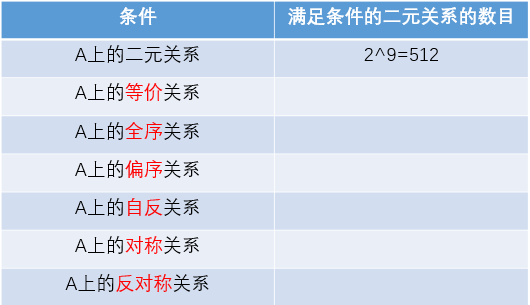 条件 满足条件的二元关系的数目
A上的二元关系 2^9=512
A上的等价关系
A上的全序关系
A上的偏序关系
A上的自反关系
A上的对称关系
A上的反对称关系